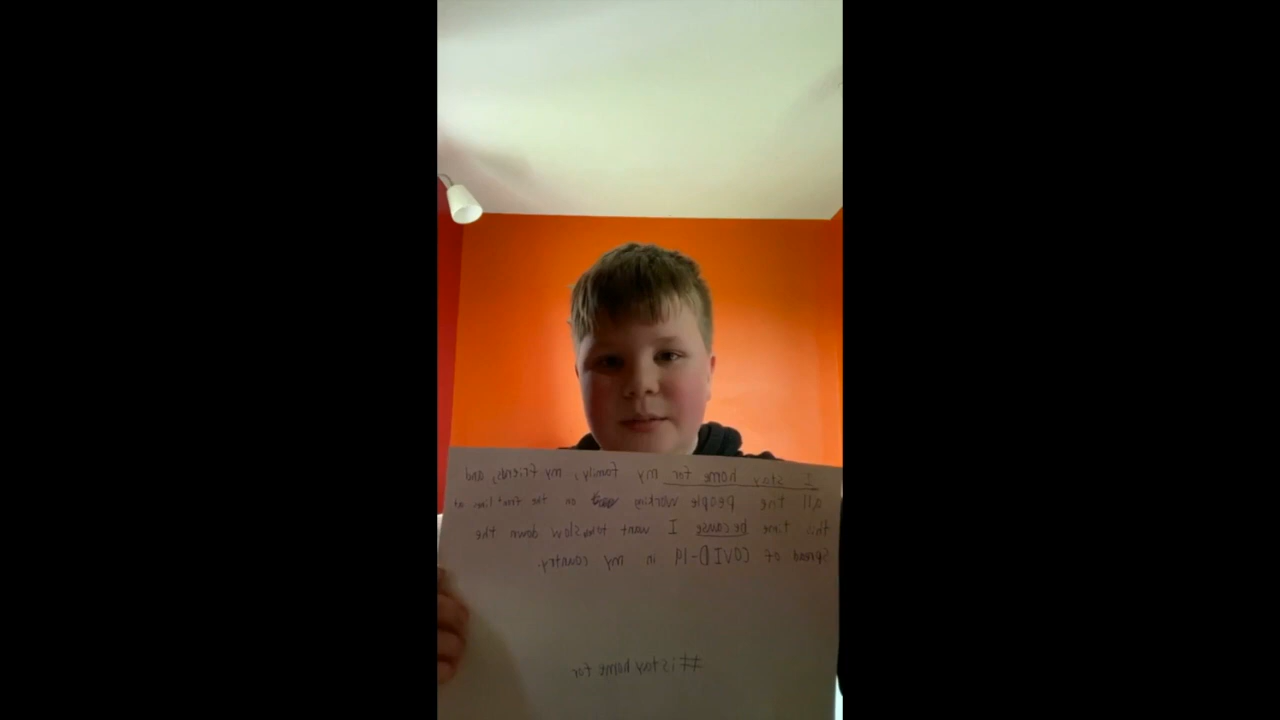 I stay home for my family, my friends, and
all the people working on the front lines at
this time because I want to slow down the
spread of COVID-19 in my country.
#istayhomefor